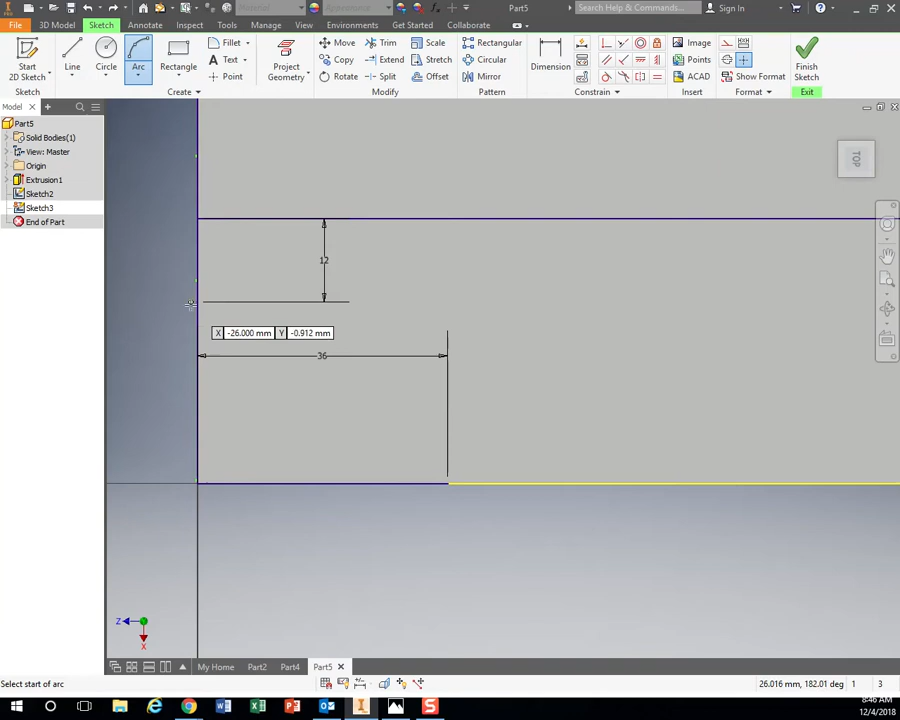 Material
Appearance
Part5
Search Help & Commands...
Sign In
File
3D Model
Sketch
Annotate
Inspect
Tools
Manage
View
Environments
Get Started
Collaborate
Start
2D Sketch
Line
Circle
Arc
Rectangle
Fillet
Text
Point
Project
Geometry
Move
Copy
Rotate
Trim
Extend
Split
Scale
Stretch
Offset
Rectangular
Circular
Mirror
Dimension
Image
Points
ACAD
Show Format
Finish
Sketch
Sketch
Create
Modify
Pattern
Constrain
Insert
Format
Exit
Model
Part5
Solid Bodies(1)
View: Master
Origin
Extrusion1
Sketch2
Sketch3
End of Part
TOP
12
X -26.000 mm Y -0.912 mm
36
Z
X
My Home
Part2
Part4
Part5
Select start of arc
26.016 mm, 182.01 deg 1 3
8:46 AM
12/4/2018